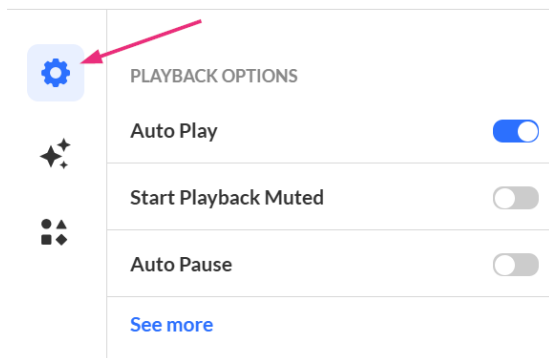 PLAYBACK OPTIONS
Auto Play
Start Playback Muted
Auto Pause
See more